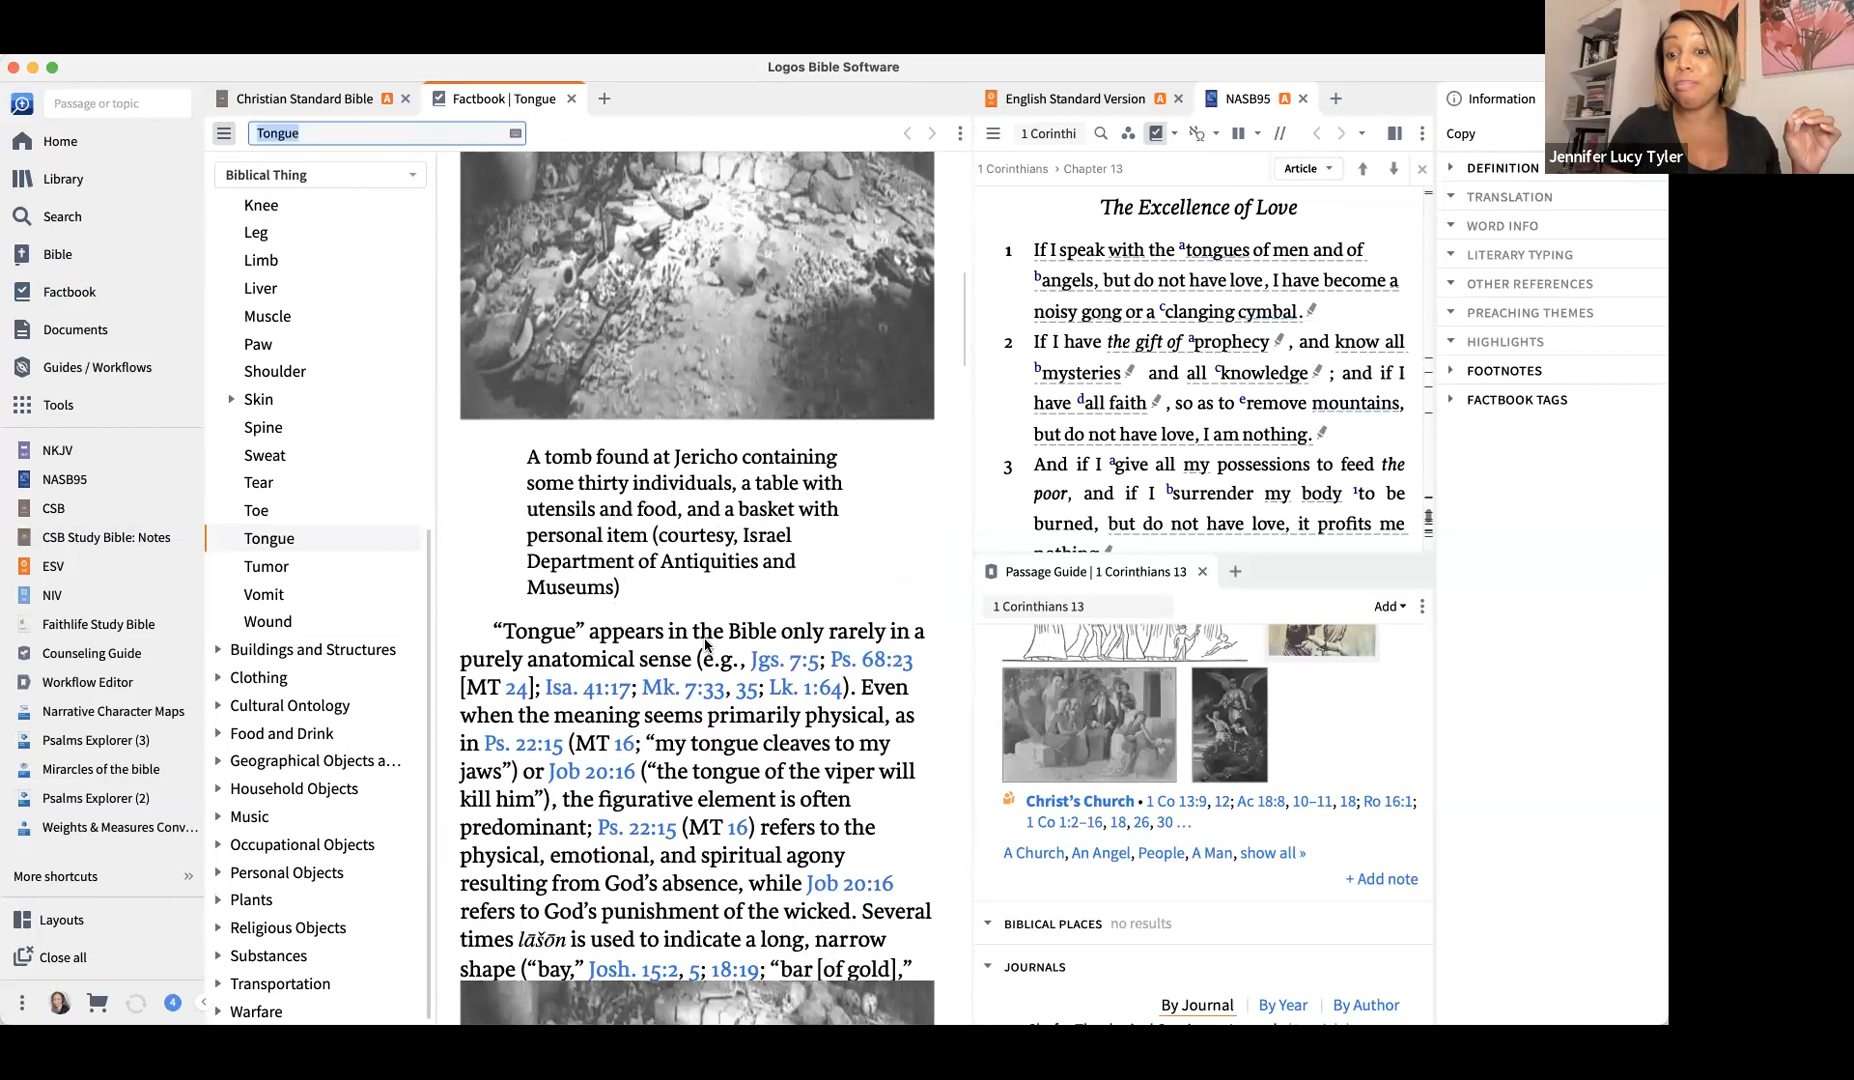 Logos Bible Software
Jennifer Lucy Tyler
Passage or topic
Home
Library
Search
Bible
Factbook
Documents
Guides / Workflows
Tools
NKJV
NASB95
CSB
CSB Study Bible: Notes
ESV
NIV
Faithlife Study Bible
Counseling Guide
Workflow Editor
Narrative Character Maps
Psalms Explorer (3)
Mirarcles of the bible
Psalms Explorer (2)
Weights & Measures Conv...
More shortcuts »
Layouts
Close all
4
Christian Standard Bible A
Factbook | Tongue
Tongue
Biblical Thing
Knee
Leg
Limb
Liver
Muscle
Paw
Shoulder
Skin
Spine
Sweat
Tear
Toe
Tongue
Tumor
Vomit
Wound
Buildings and Structures
Clothing
Cultural Ontology
Food and Drink
Geographical Objects a...
Household Objects
Music
Occupational Objects
Personal Objects
Plants
Religious Objects
Substances
Transportation
Warfare
A tomb found at Jericho containing
some thirty individuals, a table with
utensils and food, and a basket with
personal item (courtesy, Israel
Department of Antiquities and
Museums)
“Tongue” appears in the Bible only rarely in a
purely anatomical sense (e.g., Jgs. 7:5; Ps. 68:23
[MT 24]; Isa. 41:17; Mk. 7:33, 35; Lk. 1:64). Even
when the meaning seems primarily physical, as
in Ps. 22:15 (MT 16; “my tongue cleaves to my
jaws”) or Job 20:16 (“the tongue of the viper will
kill him”), the figurative element is often
predominant; Ps. 22:15 (MT 16) refers to the
physical, emotional, and spiritual agony
resulting from God’s absence, while Job 20:16
refers to God’s punishment of the wicked. Several
times lāšôn is used to indicate a long, narrow
shape (“bay,” Josh. 15:2, 5; 18:19; “bar [of gold],”
English Standard Version A
NASB95 A
1 Corinthi
1 Corinthians › Chapter 13
Article
The Excellence of Love
1 If I speak with the a tongues of men and of
b angels, but do not have love, I have become a
noisy gong or a c clanging cymbal.
2 If I have the gift of a prophecy , and know all
b mysteries and all c knowledge ; and if I
have d all faith , so as to e remove mountains,
but do not have love, I am nothing.
3 And if I a give all my possessions to feed the
poor, and if I b surrender my body 1 to be
burned, but do not have love, it profits me
nothing.
Passage Guide | 1 Corinthians 13
1 Corinthians 13
Add
Christ’s Church • 1 Co 13:9, 12; Ac 18:8, 10–11, 18; Ro 16:1;
1 Co 1:2–16, 18, 26, 30 …
A Church, An Angel, People, A Man, show all »
+ Add note
BIBLICAL PLACES no results
JOURNALS
By Journal | By Year | By Author
Information
Copy
DEFINITION
TRANSLATION
WORD INFO
LITERARY TYPING
OTHER REFERENCES
PREACHING THEMES
HIGHLIGHTS
FOOTNOTES
FACTBOOK TAGS